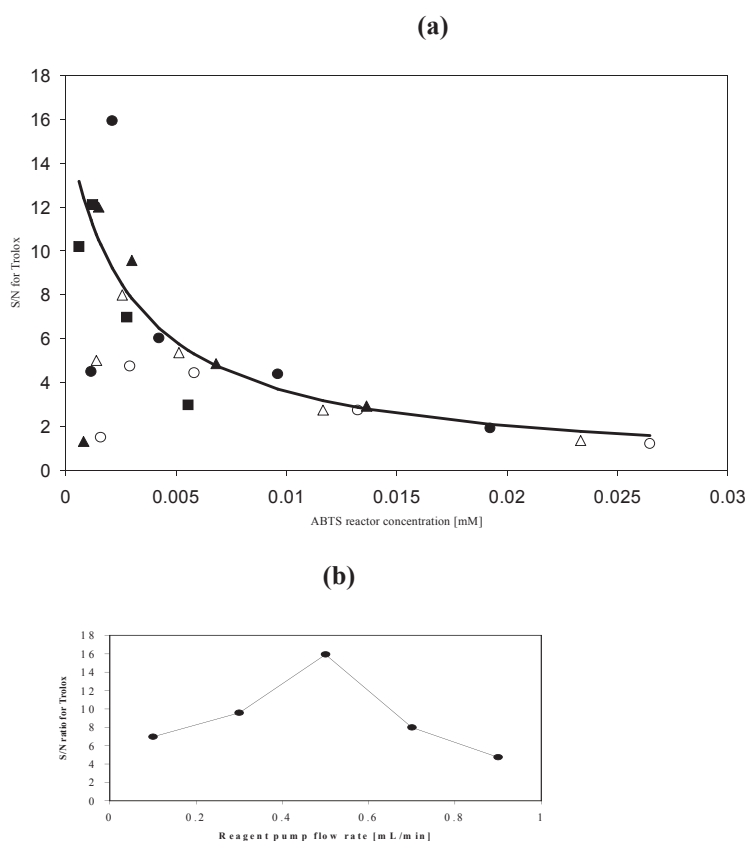 (a)
18
16
14
12
10
8
6
4
2
0
S/N for Trolox
0 0.005 0.01 0.015 0.02 0.025 0.03
ABTS reactor concentration [mM]
(b)
18
16
14
12
10
8
6
4
2
0
S/N ratio for Trolox
0 0.2 0.4 0.6 0.8 1
Reagent pump flow rate [mL/min]